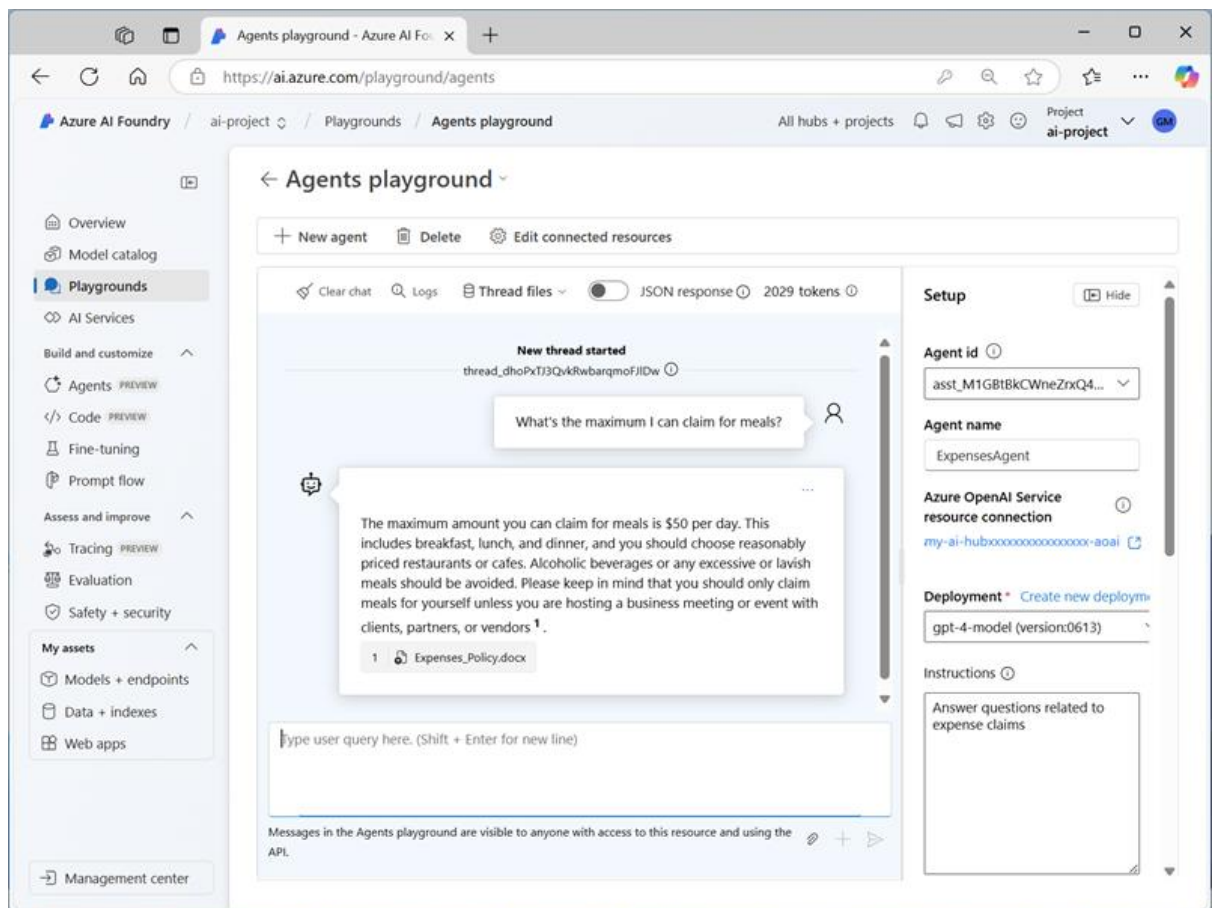 Agents playground - Azure AI Fo
https://ai.azure.com/playground/agents
Azure AI Foundry / ai-project / Playgrounds / Agents playground
All hubs + projects
Project
ai-project
GM
Agents playground
Overview
Model catalog
Playgrounds
AI Services
Build and customize
Agents PREVIEW
Code PREVIEW
Fine-tuning
Prompt flow
Assess and improve
Tracing PREVIEW
Evaluation
Safety + security
My assets
Models + endpoints
Data + indexes
Web apps
Management center
New agent Delete Edit connected resources
Clear chat Logs Thread files JSON response 2029 tokens
New thread started
thread_dhoPxTJ3QvkRwbarqmoFJlDw
What's the maximum I can claim for meals?
...
The maximum amount you can claim for meals is $50 per day. This
includes breakfast, lunch, and dinner, and you should choose reasonably
priced restaurants or cafes. Alcoholic beverages or any excessive or lavish
meals should be avoided. Please keep in mind that you should only claim
meals for yourself unless you are hosting a business meeting or event with
clients, partners, or vendors 1 .
1 Expenses_Policy.docx
Type user query here. (Shift + Enter for new line)
Messages in the Agents playground are visible to anyone with access to this resource and using the
API.
Setup Hide
Agent id
asst_M1GBtBkCWneZrxQ4...
Agent name
ExpensesAgent
Azure OpenAI Service
resource connection
my-ai-hubxxxxxxxxxxxxxxx-aoai
Deployment * Create new deployme
gpt-4-model (version:0613)
Instructions
Answer questions related to
expense claims